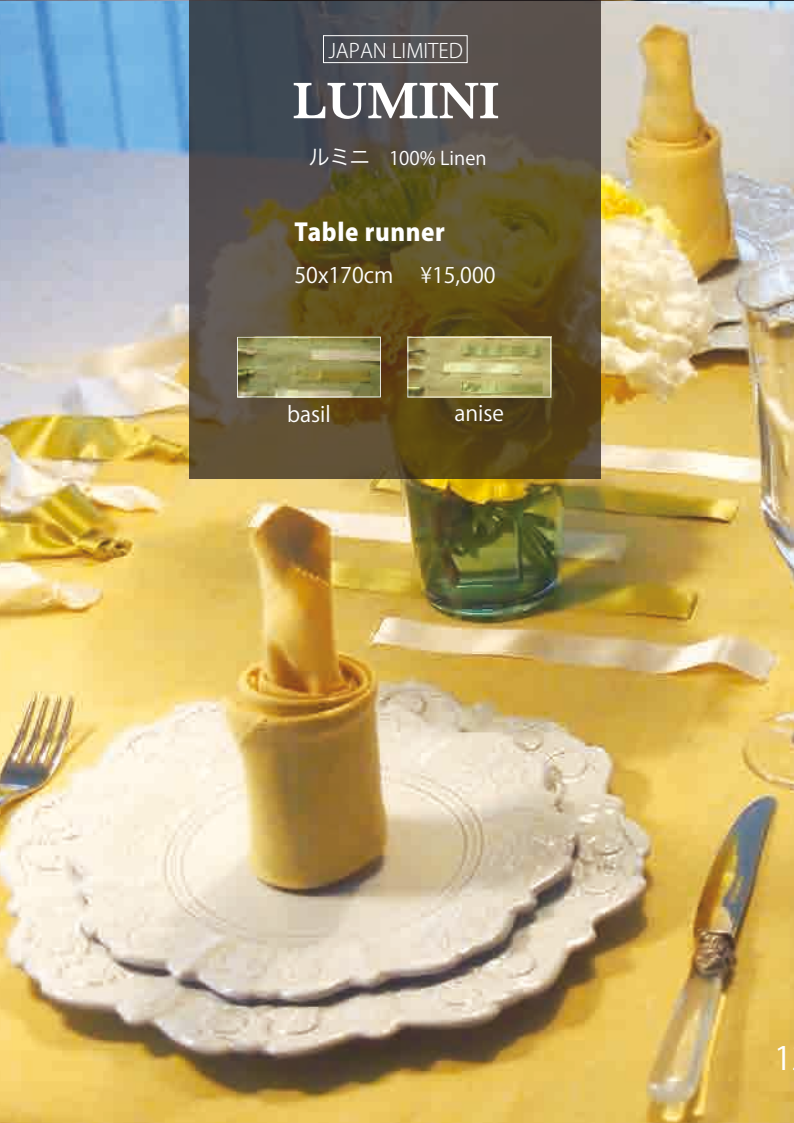 JAPAN LIMITED
LUMINI
ルミニ 100% Linen
Table runner
50x170cm ¥15,000
basil anise